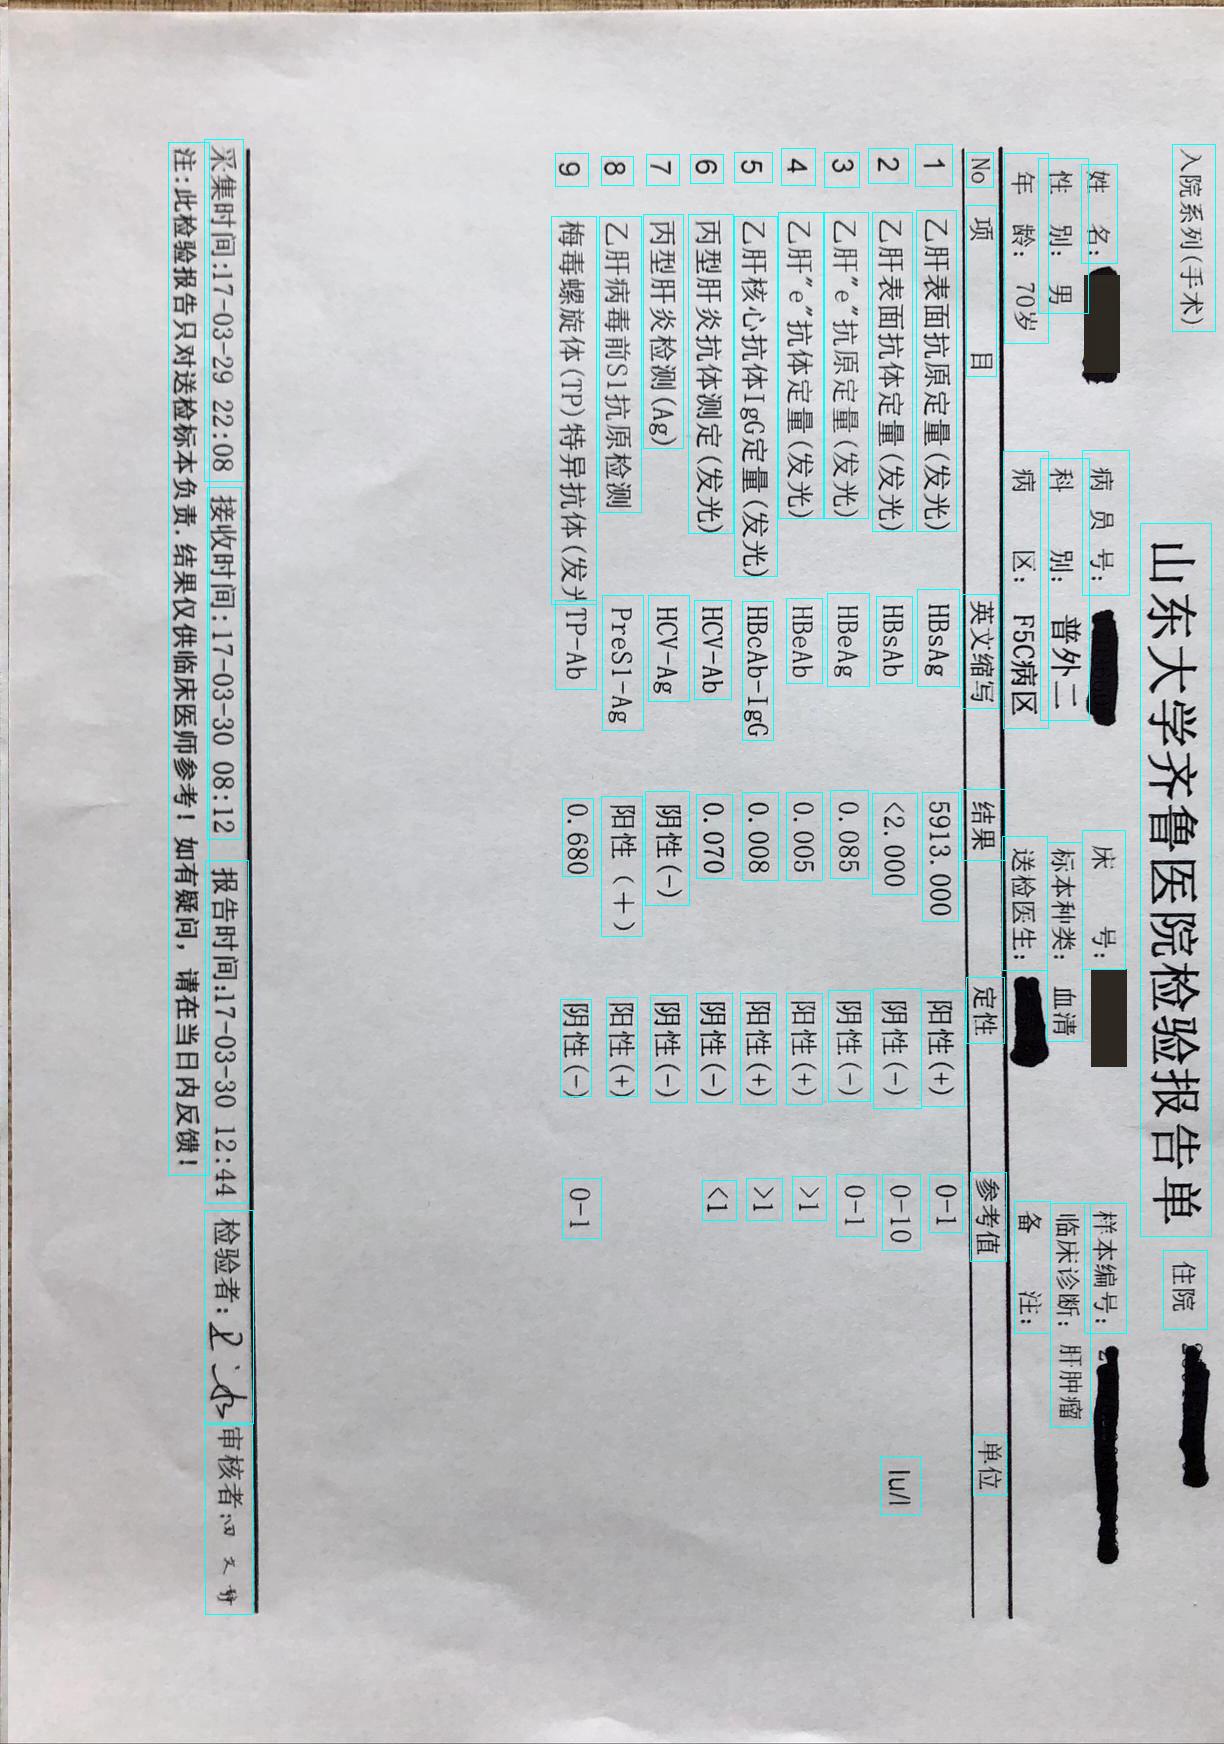 入院系列(手术)
山东大学齐鲁医院检验报告单 住院
姓 名: 病员号: 床 号: 样本编号:
性 别: 男 科 别: 普外二 标本种类: 血清 临床诊断: 肝肿瘤
年 龄: 70岁 病 区: F5C病区 送检医生: 备 注:
No 项 目 英文缩写 结果 定性 参考值 单位
1 乙肝表面抗原定量(发光) HBsAg 5913.000 阳性(+) 0-1
2 乙肝表面抗体定量(发光) HBsAb <2.000 阴性(-) 0-10 Iu/l
3 乙肝"e"抗原定量(发光) HBeAg 0.085 阴性(-) 0-1
4 乙肝"e"抗体定量(发光) HBeAb 0.005 阳性(+) >1
5 乙肝核心抗体IgG定量(发光) HBcAb-IgG 0.008 阳性(+) >1
6 丙型肝炎抗体测定(发光) HCV-Ab 0.070 阴性(-) <1
7 丙型肝炎检测(Ag) HCV-Ag 阴性(-) 阴性(-)
8 乙肝病毒前S1抗原检测 PreS1-Ag 阳性(+) 阳性(+)
9 梅毒螺旋体(TP)特异抗体(发 TP-Ab 0.680 阴性(-) 0-1
采集时间:17-03-29 22:08 接收时间:17-03-30 08:12 报告时间:17-03-30 12:44 检验者: 审核者:
注:此检验报告只对送检标本负责.结果仅供临床医师参考! 如有疑问, 请在当日内反馈!